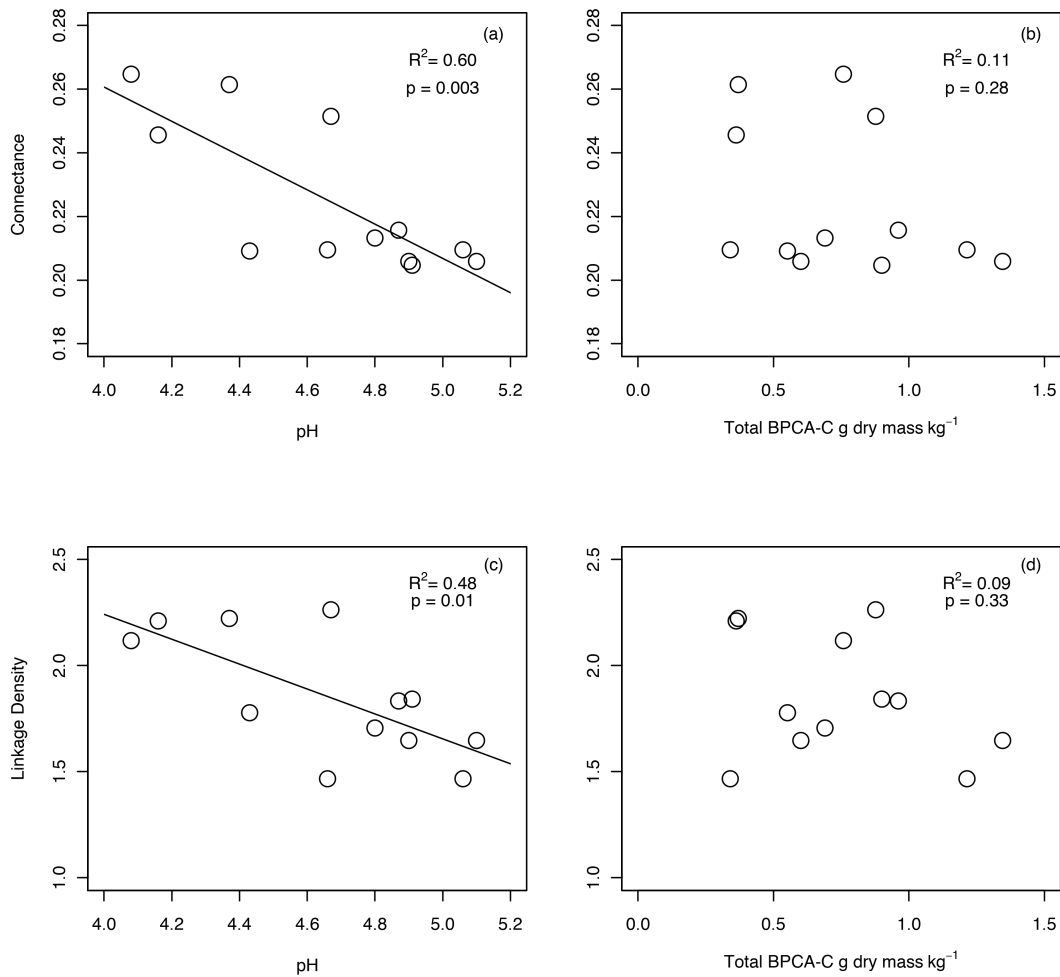 (a)
R²= 0.60
p = 0.003
Connectance
0.28
0.26
0.24
0.22
0.20
0.18
4.0 4.2 4.4 4.6 4.8 5.0 5.2
pH
(b)
R²= 0.11
p = 0.28
0.28
0.26
0.24
0.22
0.20
0.18
0.0 0.5 1.0 1.5
Total BPCA-C g dry mass kg⁻¹
(c)
R²= 0.48
p = 0.01
Linkage Density
2.5
2.0
1.5
1.0
4.0 4.2 4.4 4.6 4.8 5.0 5.2
pH
(d)
R²= 0.09
p = 0.33
2.5
2.0
1.5
1.0
0.0 0.5 1.0 1.5
Total BPCA-C g dry mass kg⁻¹